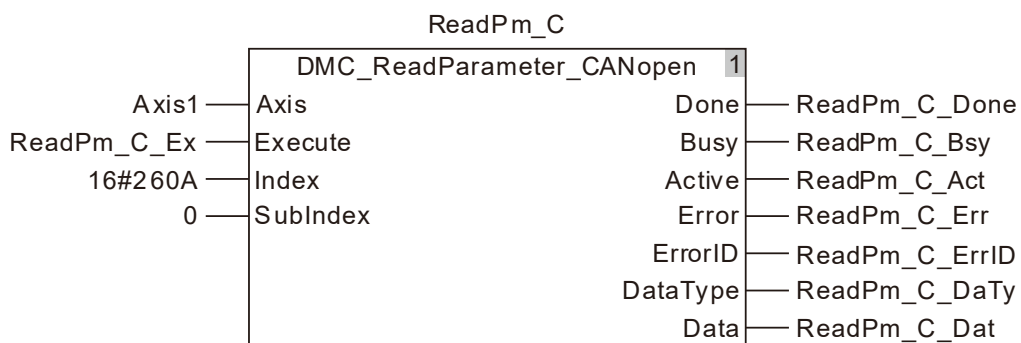 ReadPm_C
DMC_ReadParameter_CANopen 1
Axis1 Axis Done ReadPm_C_Done
ReadPm_C_Ex Execute Busy ReadPm_C_Bsy
16#260A Index Active ReadPm_C_Act
0 SubIndex Error ReadPm_C_Err
ErrorID ReadPm_C_ErrID
DataType ReadPm_C_DaTy
Data ReadPm_C_Dat